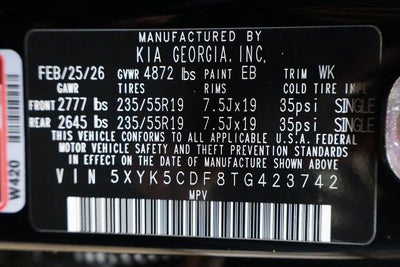 MANUFACTURED BY
KIA GEORGIA, INC.
FEB/25/26 GVWR 4872 lbs PAINT EB TRIM WK
GAWR TIRES RIMS COLD TIRE INFL
FRONT 2777 lbs 235/55R19 7.5Jx19 35psi SINGLE
REAR 2645 lbs 235/55R19 7.5Jx19 35psi SINGLE
THIS VEHICLE CONFORMS TO ALL APPLICABLE U.S.A. FEDERAL
MOTOR VEHICLE SAFETY AND THEFT PREVENTION STANDARDS
IN EFFECT ON THE DATE OF MANUFACTURE SHOWN ABOVE.
VIN 5XYK5CDF8TG423742
MPV
W420